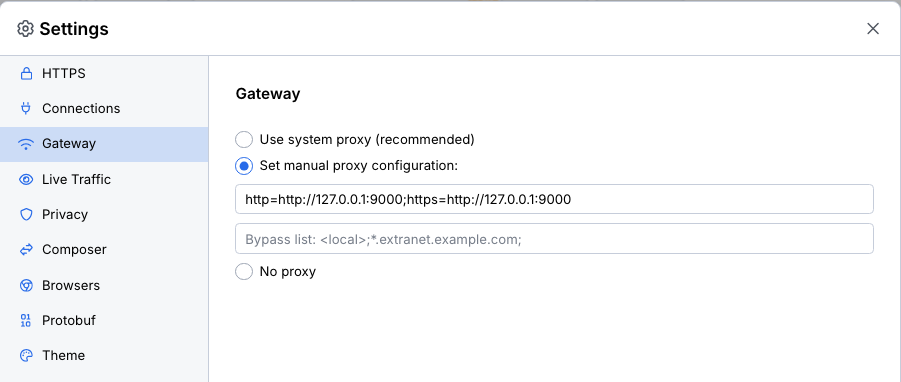 Settings
HTTPS
Connections
Gateway
Live Traffic
Privacy
Composer
Browsers
Protobuf
Theme
Gateway
Use system proxy (recommended)
Set manual proxy configuration:
http=http://127.0.0.1:9000;https=http://127.0.0.1:9000
Bypass list: <local>;*.extranet.example.com;
No proxy